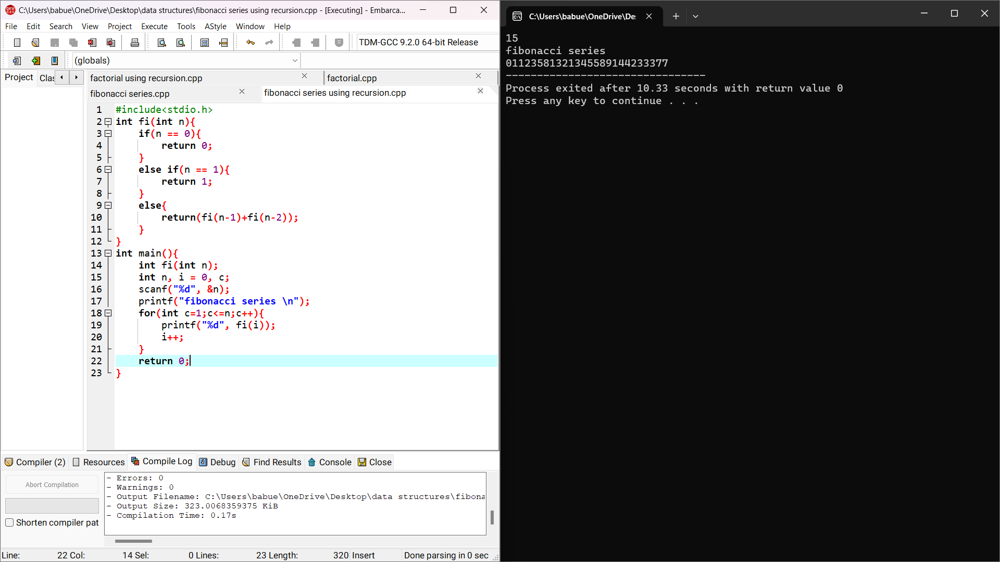 C:\Users\babue\OneDrive\Desktop\data structures\fibonacci series using recursion.cpp - [Executing] - Embarca...
File Edit Search View Project Execute Tools AStyle Window Help
TDM-GCC 9.2.0 64-bit Release
(globals)
Project Clas
factorial using recursion.cpp
factorial.cpp
fibonacci series.cpp
fibonacci series using recursion.cpp
1 #include<stdio.h>
2 int fi(int n){
3 if(n == 0){
4 return 0;
5 }
6 else if(n == 1){
7 return 1;
8 }
9 else{
10 return(fi(n-1)+fi(n-2));
11 }
12 }
13 int main(){
14 int fi(int n);
15 int n, i = 0, c;
16 scanf("%d", &n);
17 printf("fibonacci series \n");
18 for(int c=1;c<=n;c++){
19 printf("%d", fi(i));
20 i++;
21 }
22 return 0;
23 }
Compiler (2) Resources Compile Log Debug Find Results Console Close
Abort Compilation
Shorten compiler pat
- Errors: 0
- Warnings: 0
- Output Filename: C:\Users\babue\OneDrive\Desktop\data structures\fibona
- Output Size: 323.0068359375 KiB
- Compilation Time: 0.17s
Line: 22 Col: 14 Sel: 0 Lines: 23 Length: 320 Insert Done parsing in 0 sec
C:\Users\babue\OneDrive\De
15
fibonacci series
01123581321345589144233377
--------------------------------
Process exited after 10.33 seconds with return value 0
Press any key to continue . . .